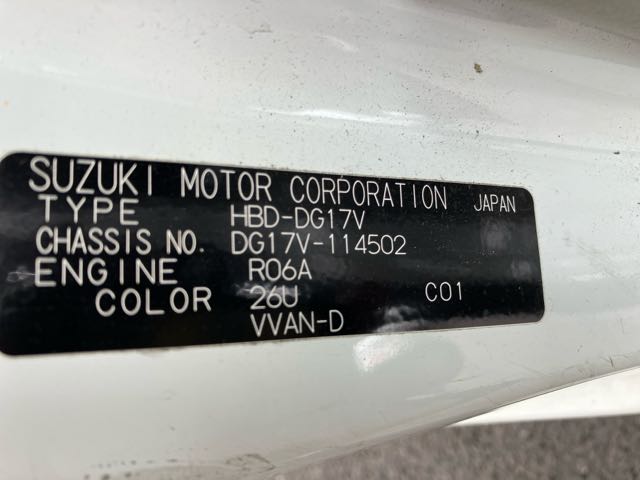 SUZUKI MOTOR CORPORATION JAPAN
TYPE HBD-DG17V
CHASSIS NO. DG17V-114502
ENGINE R06A
COLOR 26U C01
VVAN-D